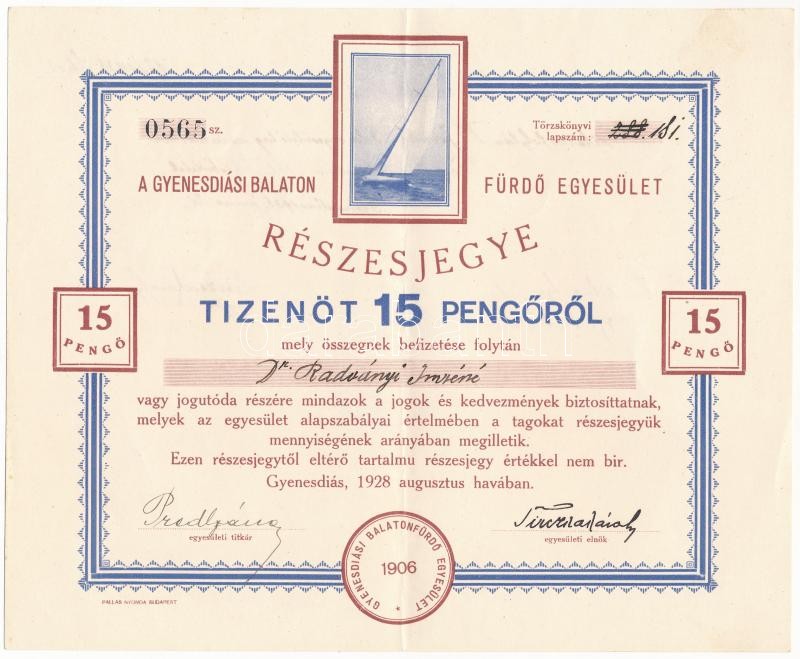 0565 sz.
Törzskönyvi
lapszám: 181.
A GYENESDIÁSI BALATON FÜRDŐ EGYESÜLET
RÉSZESJEGYE
15 PENGŐ
TIZENÖT 15 PENGŐRŐL
15 PENGŐ
mely összegnek befizetése folytán
Dr. Radványi Imréné
vagy jogutóda részére mindazok a jogok és kedvezmények biztosíttatnak,
melyek az egyesület alapszabályai értelmében a tagokat részesjegyük
mennyiségének arányában megilletik.
Ezen részesjegytől eltérő tartalmu részesjegy értékkel nem bir.
Gyenesdiás, 1928 augusztus havában.
egyesületi titkár
egyesületi elnök
GYENESDIÁSI BALATONFÜRDŐ EGYESÜLET *
1906
PALLAS NYOMDA BUDAPEST